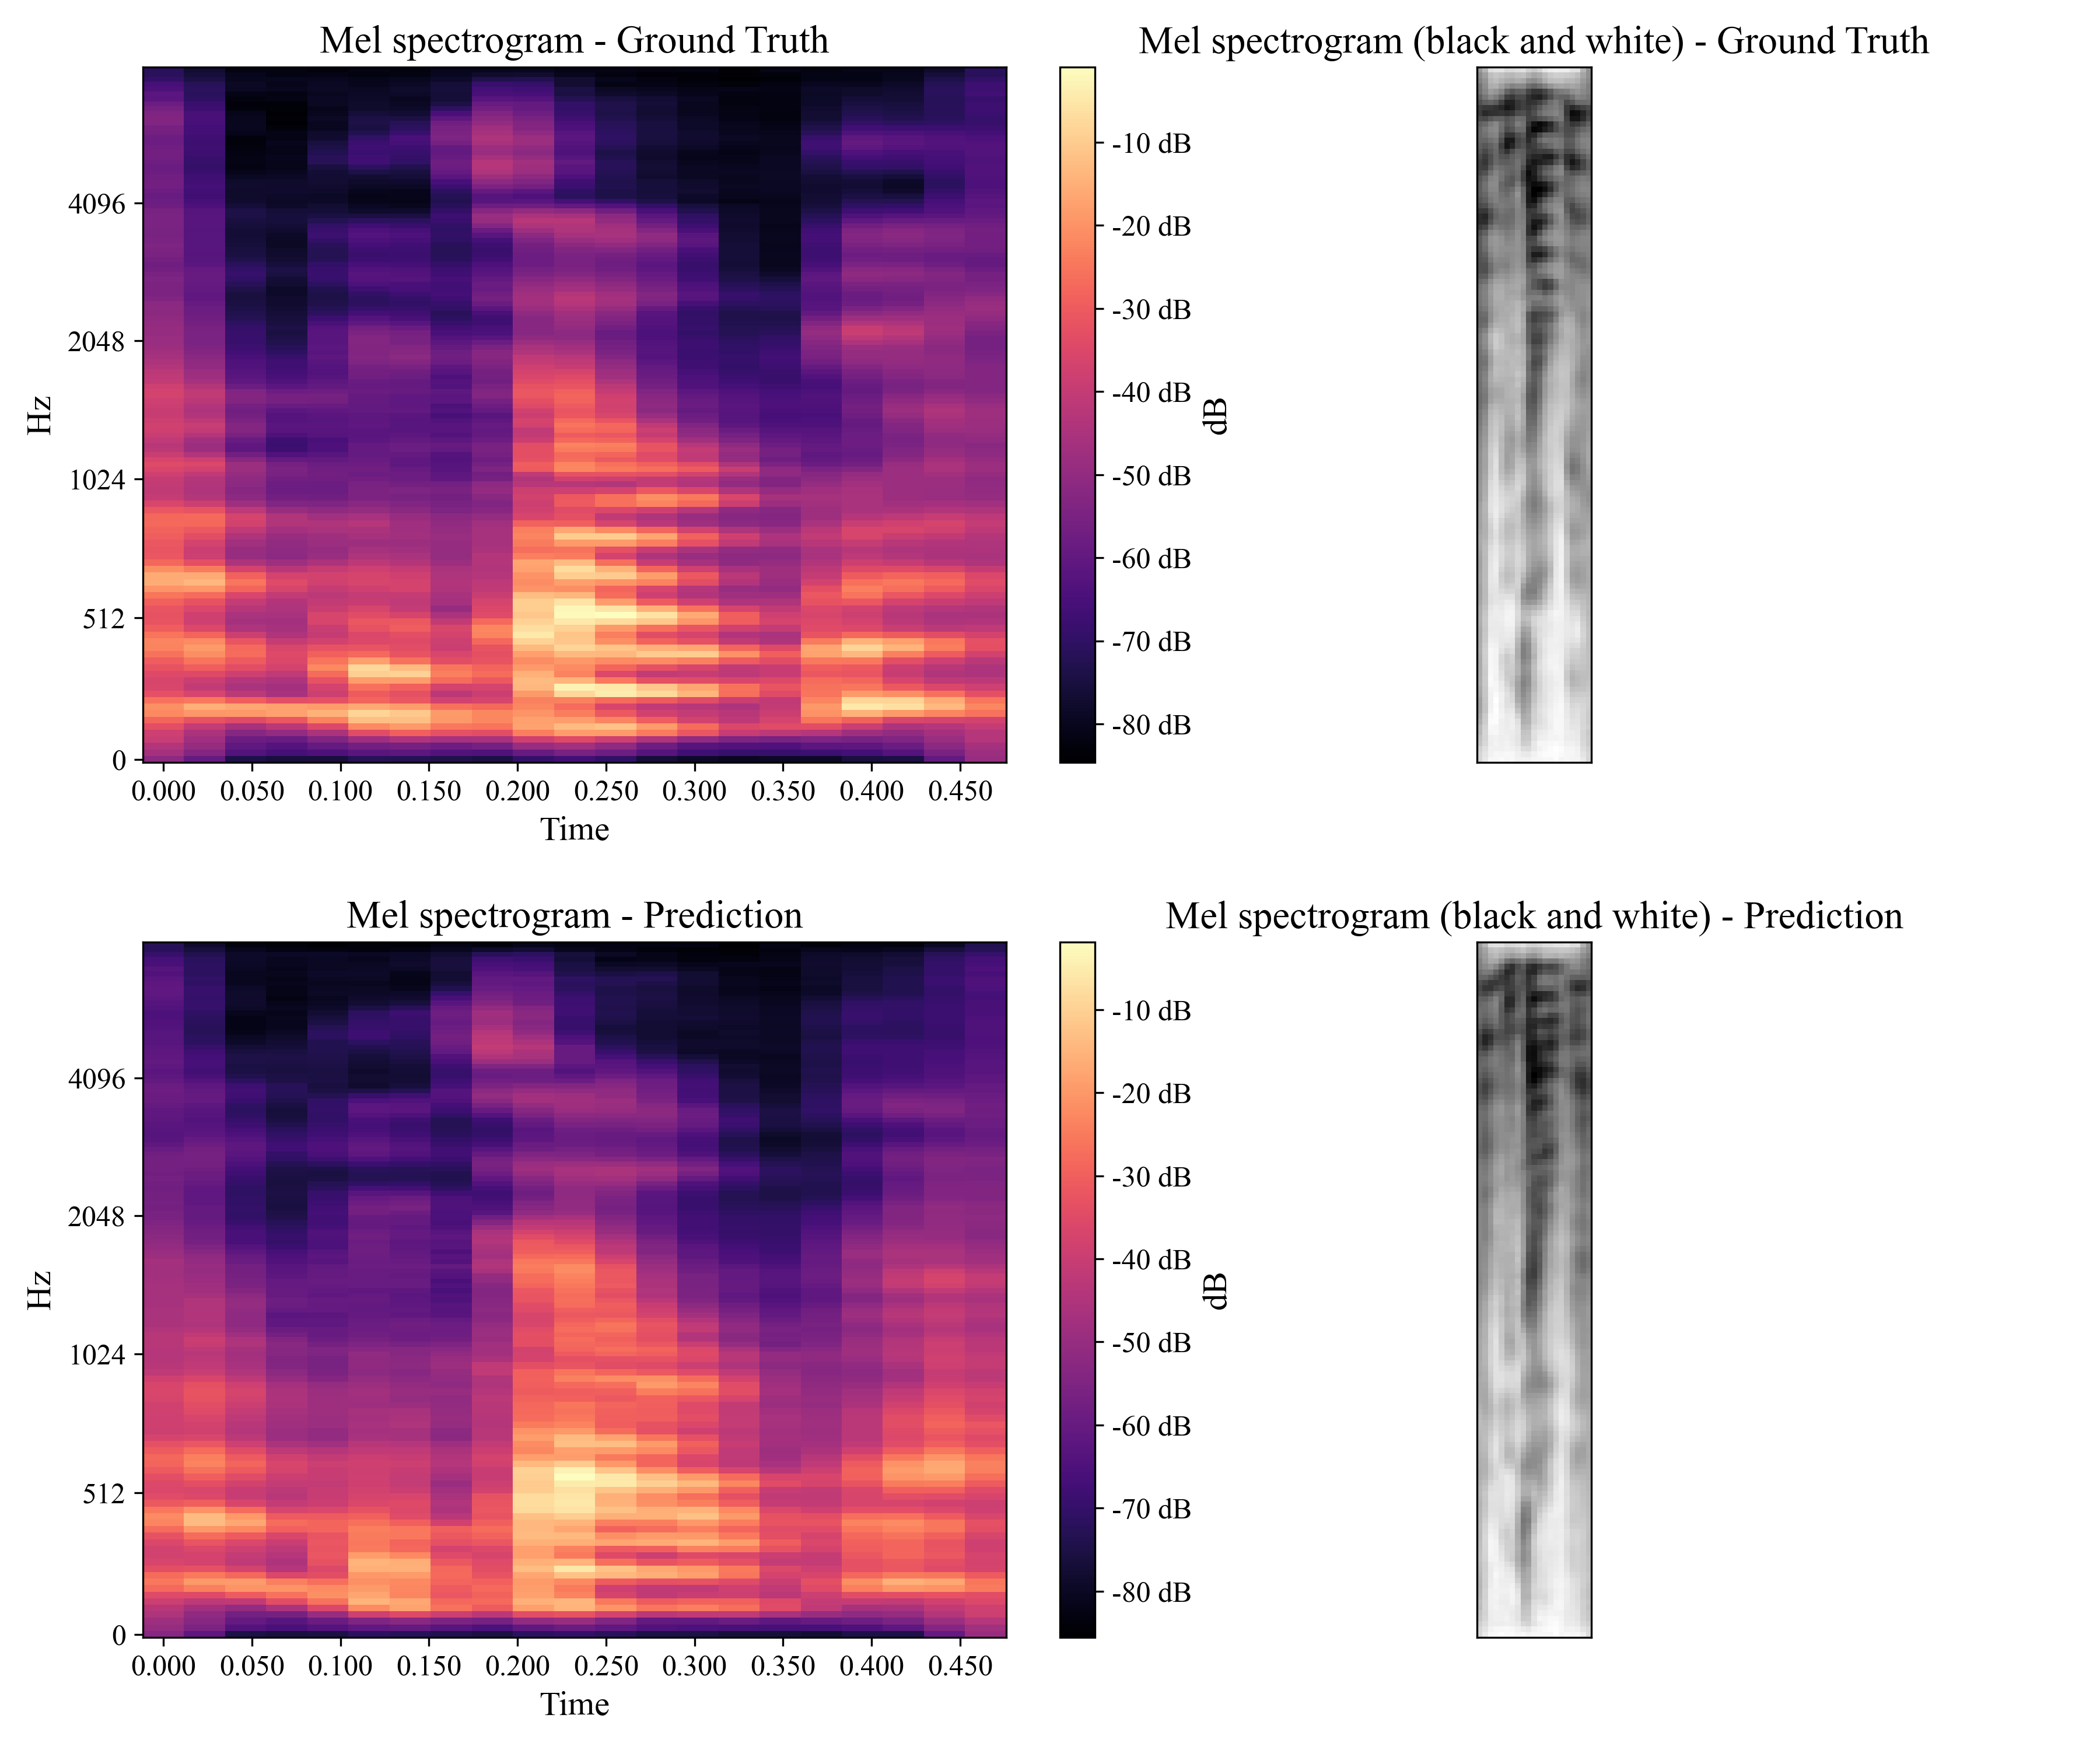 Mel spectrogram - Ground Truth
Mel spectrogram (black and white) - Ground Truth
Hz
4096
2048
1024
512
0
0.000 0.050 0.100 0.150 0.200 0.250 0.300 0.350 0.400 0.450
Time
-10 dB
-20 dB
-30 dB
-40 dB
-50 dB
-60 dB
-70 dB
-80 dB
dB
Mel spectrogram - Prediction
Mel spectrogram (black and white) - Prediction
Hz
4096
2048
1024
512
0
0.000 0.050 0.100 0.150 0.200 0.250 0.300 0.350 0.400 0.450
Time
-10 dB
-20 dB
-30 dB
-40 dB
-50 dB
-60 dB
-70 dB
-80 dB
dB